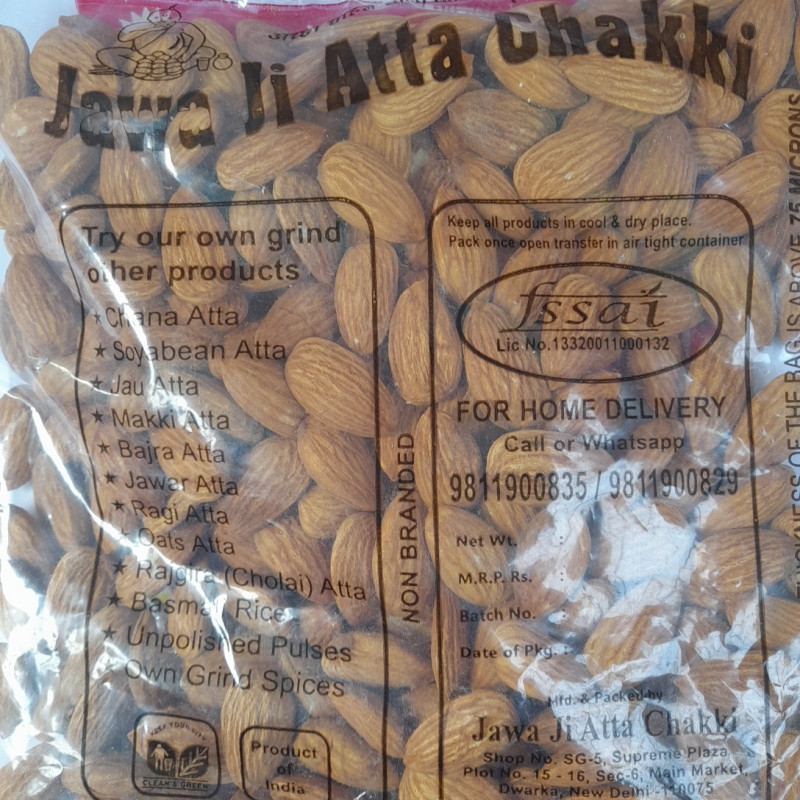 Jawa Ji Atta Chakki
Try our own grind
other products
★ Chana Atta
★ Soyabean Atta
★ Jau Atta
★ Makki Atta
★ Bajra Atta
★ Jawar Atta
★ Ragi Atta
Oats Atta
★ Rajgira (Cholai) Atta
★ Basmati Rice
★ Unpolished Pulses
Own Grind Spices
KEEP YOUR CITY
CLEAN & GREEN
Product
of
India
NON BRANDED
Keep all products in cool & dry place.
Pack once open transfer in air tight container
fssai
Lic No.13320011000132
FOR HOME DELIVERY
Call or Whatsapp
9811900835 / 9811900829
Net Wt. :
M.R.P. Rs. :
Batch No. :
Date of Pkg. :
Mfd. & Packed by
Jawa Ji Atta Chakki
Shop No. SG-5, Supreme Plaza
Plot No. 15 - 16, Sec-6, Main Market,
Dwarka, New Delhi -110075
OF THE BAG IS ABOVE 75 MICRONS